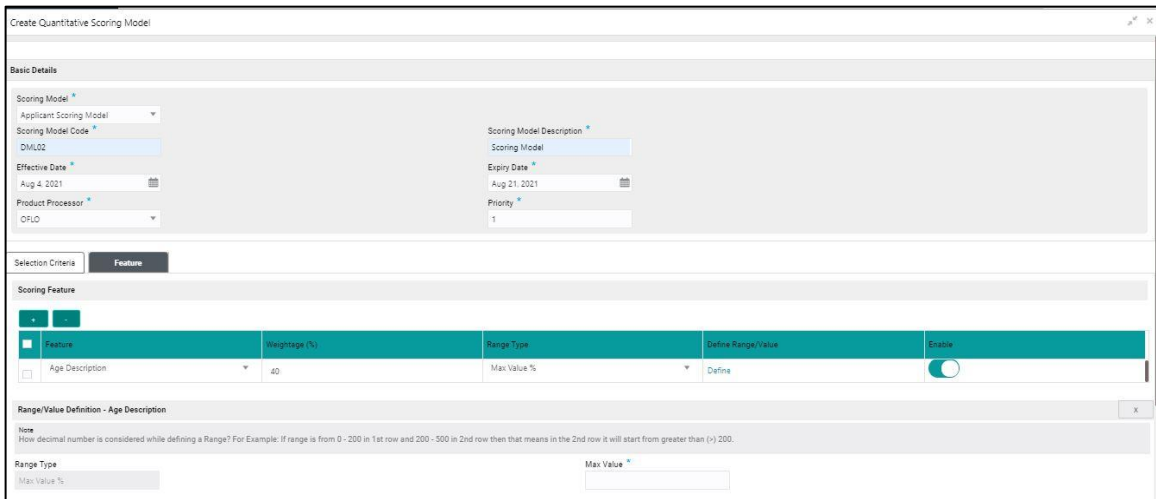 Create Quantitative Scoring Model
Basic Details
Scoring Model *
Applicant Scoring Model
Scoring Model Code * Scoring Model Description *
DML02 Scoring Model
Effective Date * Expiry Date *
Aug 4, 2021 Aug 21, 2021
Product Processor * Priority *
OFLO 1
Selection Criteria Feature
Scoring Feature
+ -
Feature Weightage (%) Range Type Define Range/Value Enable
Age Description 40 Max Value % Define
Range/Value Definition - Age Description X
Note
How decimal number is considered while defining a Range? For Example: If range is from 0 - 200 in 1st row and 200 - 500 in 2nd row then that means in the 2nd row it will start from greater than (>) 200.
Range Type Max Value *
Max Value %